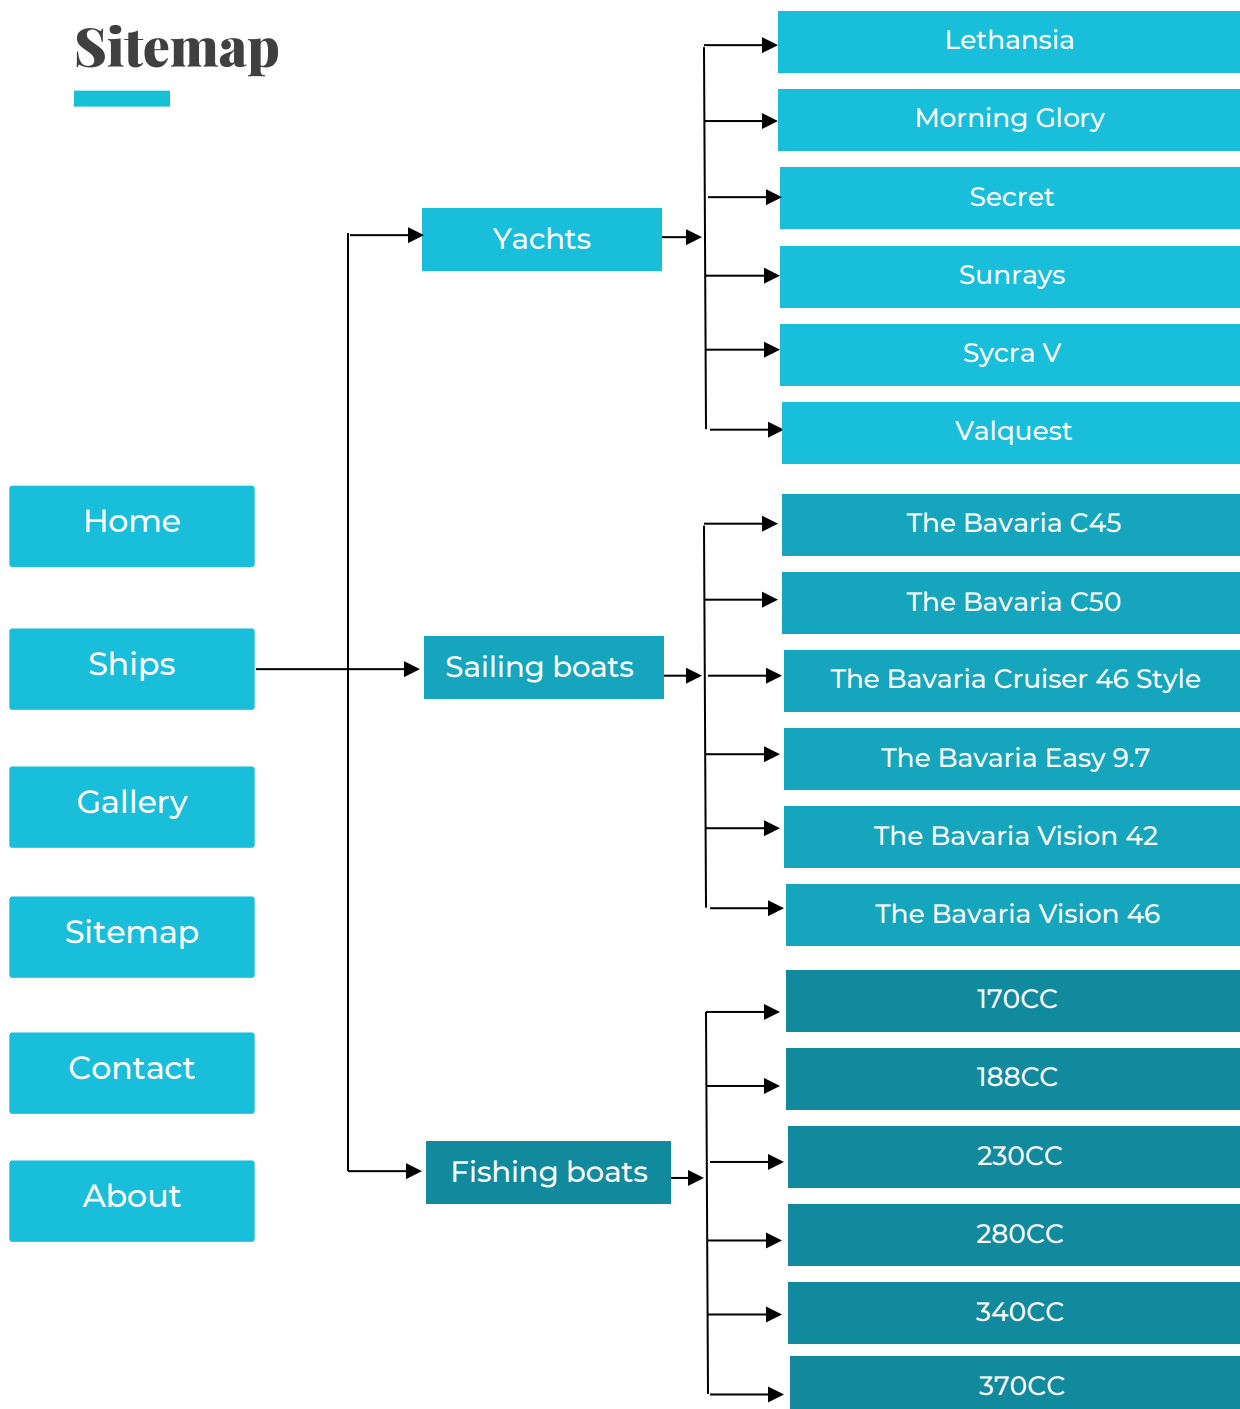 Sitemap
Home
Ships
Gallery
Sitemap
Contact
About
Yachts
Sailing boats
Fishing boats
Lethansia
Morning Glory
Secret
Sunrays
Sycra V
Valquest
The Bavaria C45
The Bavaria C50
The Bavaria Cruiser 46 Style
The Bavaria Easy 9.7
The Bavaria Vision 42
The Bavaria Vision 46
170CC
188CC
230CC
280CC
340CC
370CC